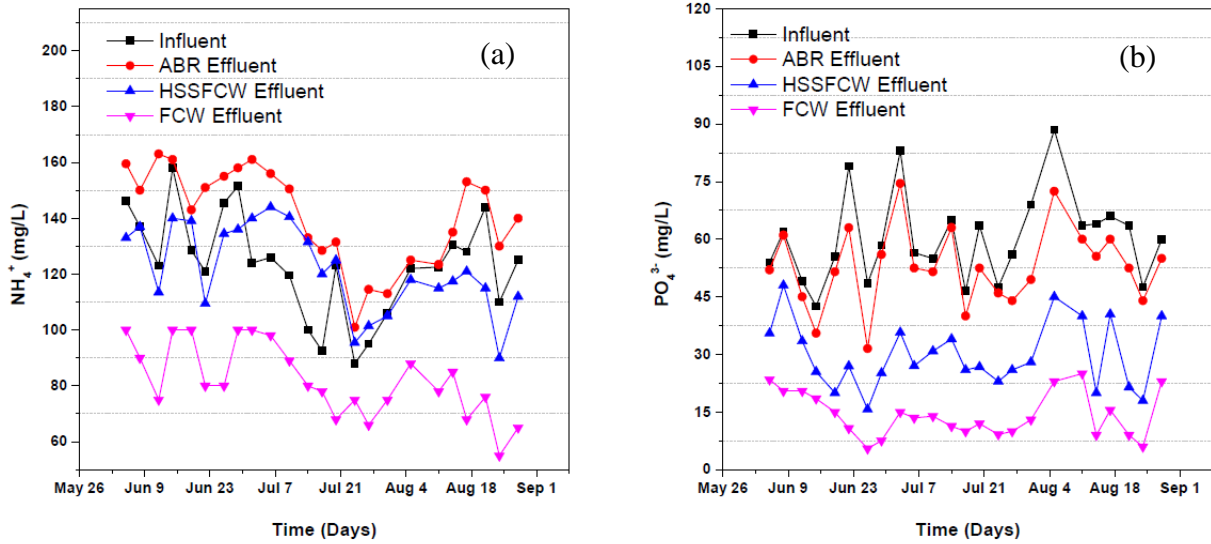 (a)
Influent
ABR Effluent
HSSFCW Effluent
FCW Effluent
200
180
160
140
120
100
80
60
NH₄⁺ (mg/L)
May 26 Jun 9 Jun 23 Jul 7 Jul 21 Aug 4 Aug 18 Sep 1
Time (Days)
(b)
Influent
ABR Effluent
HSSFCW Effluent
FCW Effluent
120
105
90
75
60
45
30
15
0
PO₄³⁻ (mg/L)
May 26 Jun 9 Jun 23 Jul 7 Jul 21 Aug 4 Aug 18 Sep 1
Time (Days)